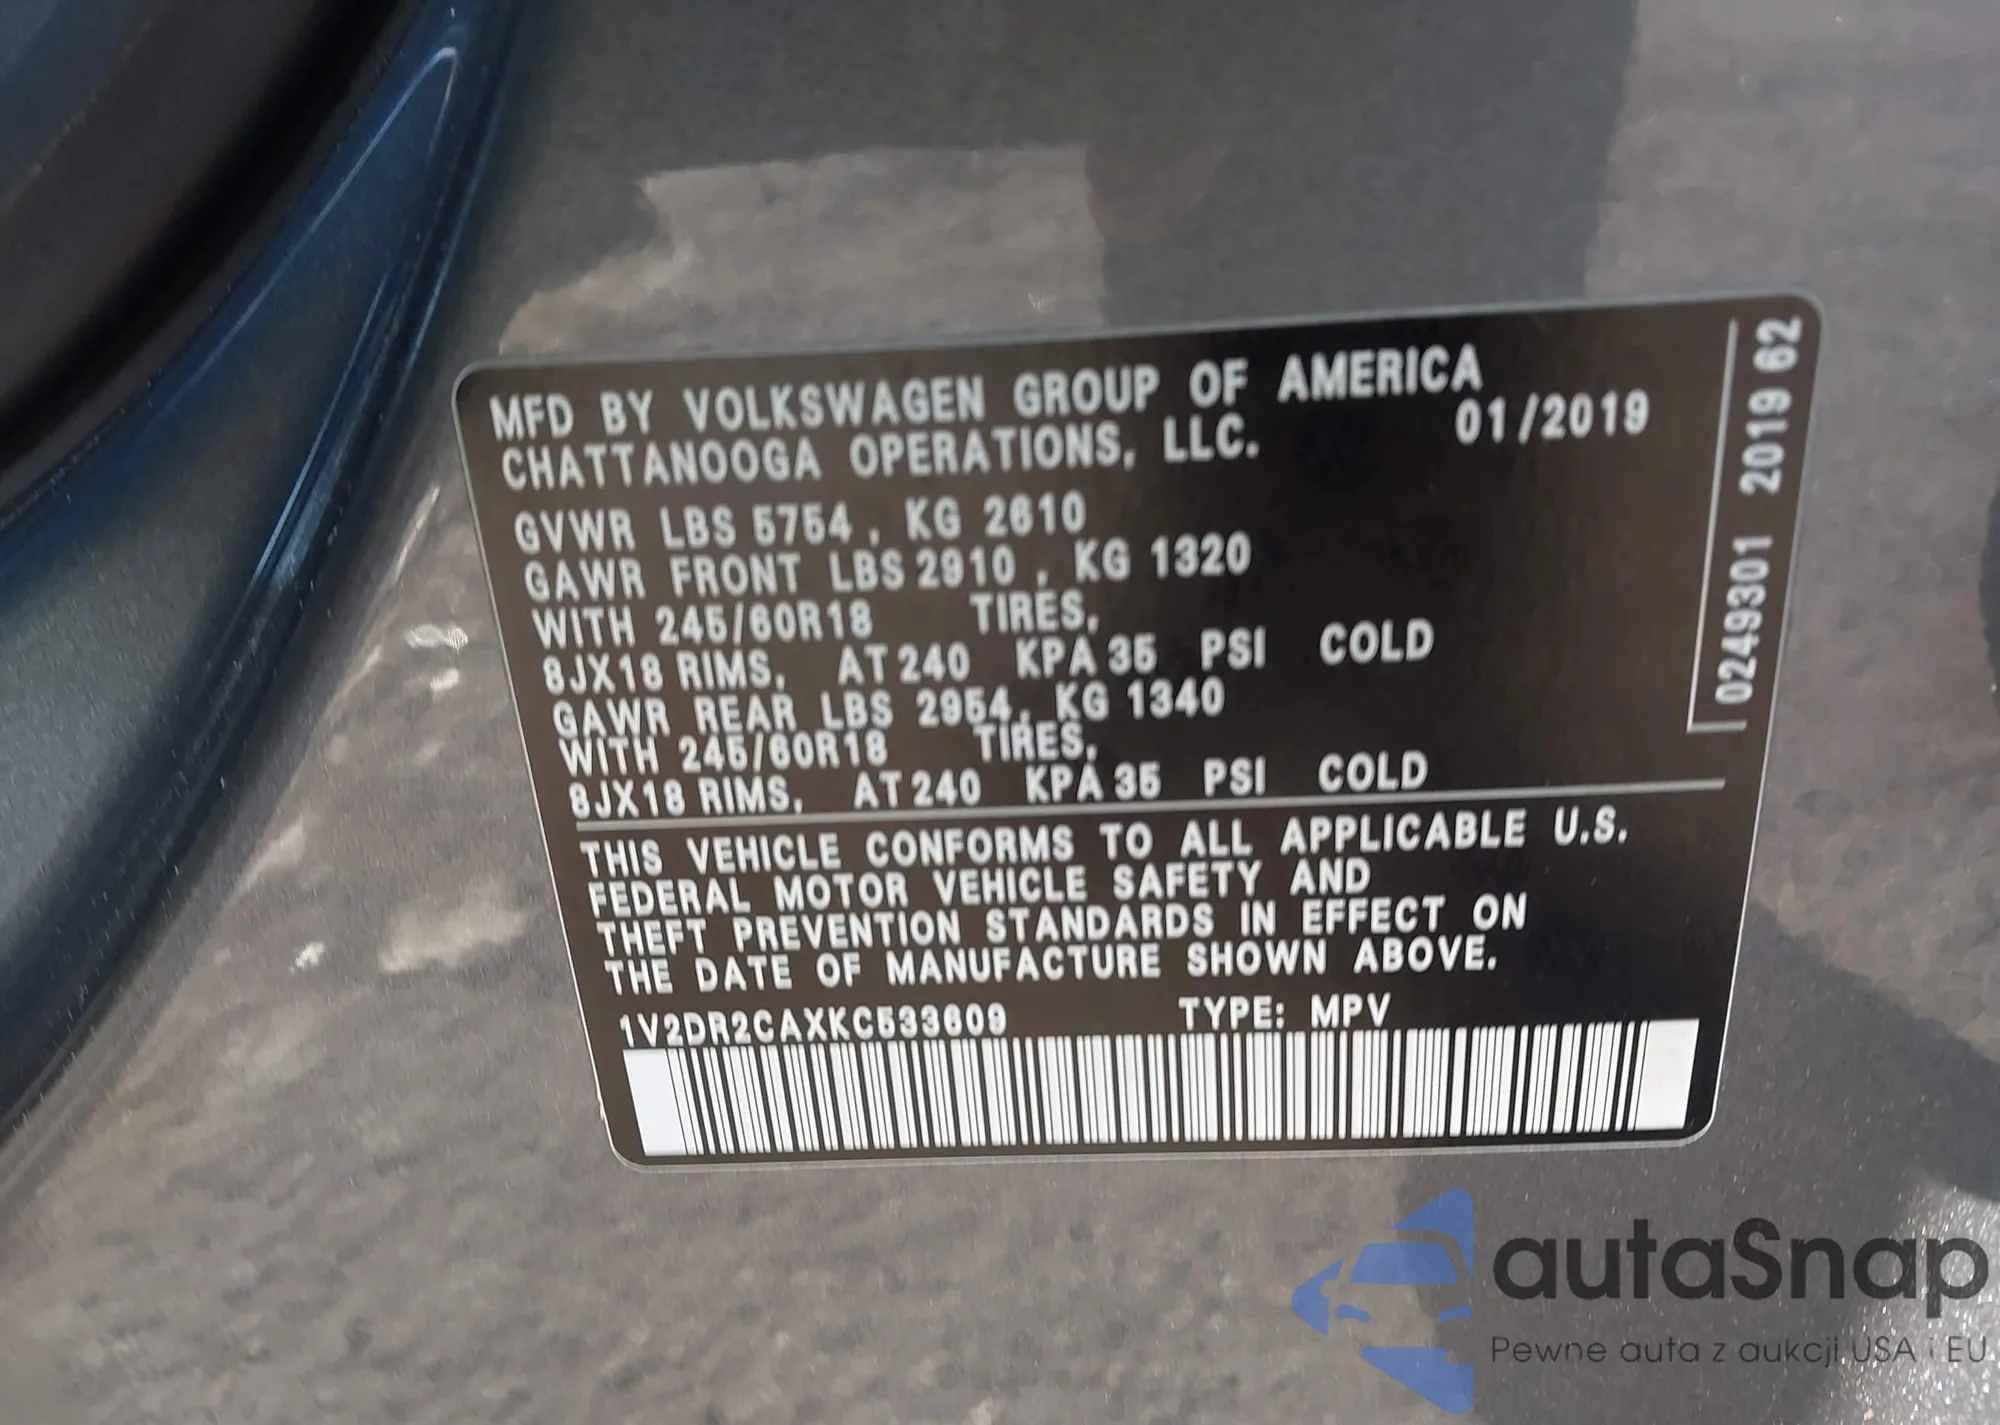 MFD BY VOLKSWAGEN GROUP OF AMERICA
CHATTANOOGA OPERATIONS, LLC. 01/2019
GVWR LBS 5754 , KG 2610
GAWR FRONT LBS 2910 , KG 1320
WITH 245/60R18 TIRES,
8JX18 RIMS, AT 240 KPA 35 PSI COLD
GAWR REAR LBS 2954, KG 1340
WITH 245/60R18 TIRES,
8JX18 RIMS, AT 240 KPA 35 PSI COLD
THIS VEHICLE CONFORMS TO ALL APPLICABLE U.S.
FEDERAL MOTOR VEHICLE SAFETY AND
THEFT PREVENTION STANDARDS IN EFFECT ON
THE DATE OF MANUFACTURE SHOWN ABOVE.
1V2DR2CAXKC533609 TYPE: MPV
0249301 2019 62
autaSnap
Pewne auta z aukcji USA i EU